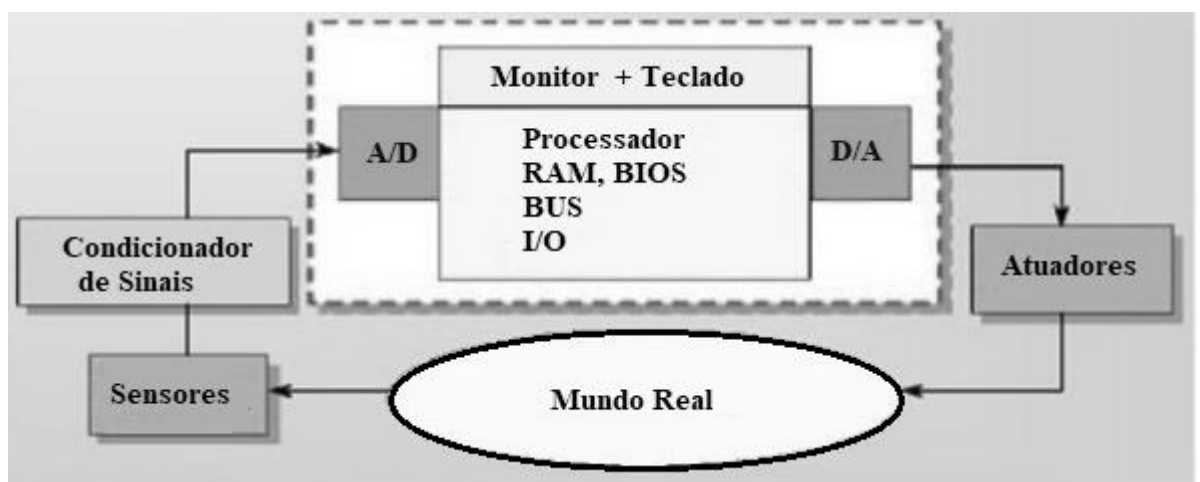 Monitor + Teclado
A/D
Processador
RAM, BIOS
BUS
I/O
D/A
Condicionador
de Sinais
Atuadores
Sensores
Mundo Real